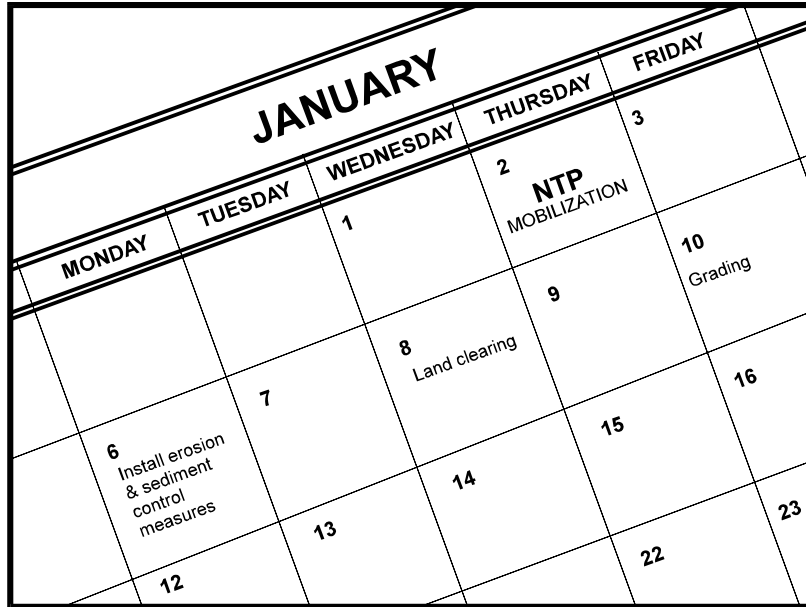 JANUARY
MONDAY
TUESDAY
WEDNESDAY
THURSDAY
FRIDAY
1
2
NTP
MOBILIZATION
3
6
Install erosion
& sediment
control
measures
7
8
Land clearing
9
10
Grading
12
13
14
15
16
22
23